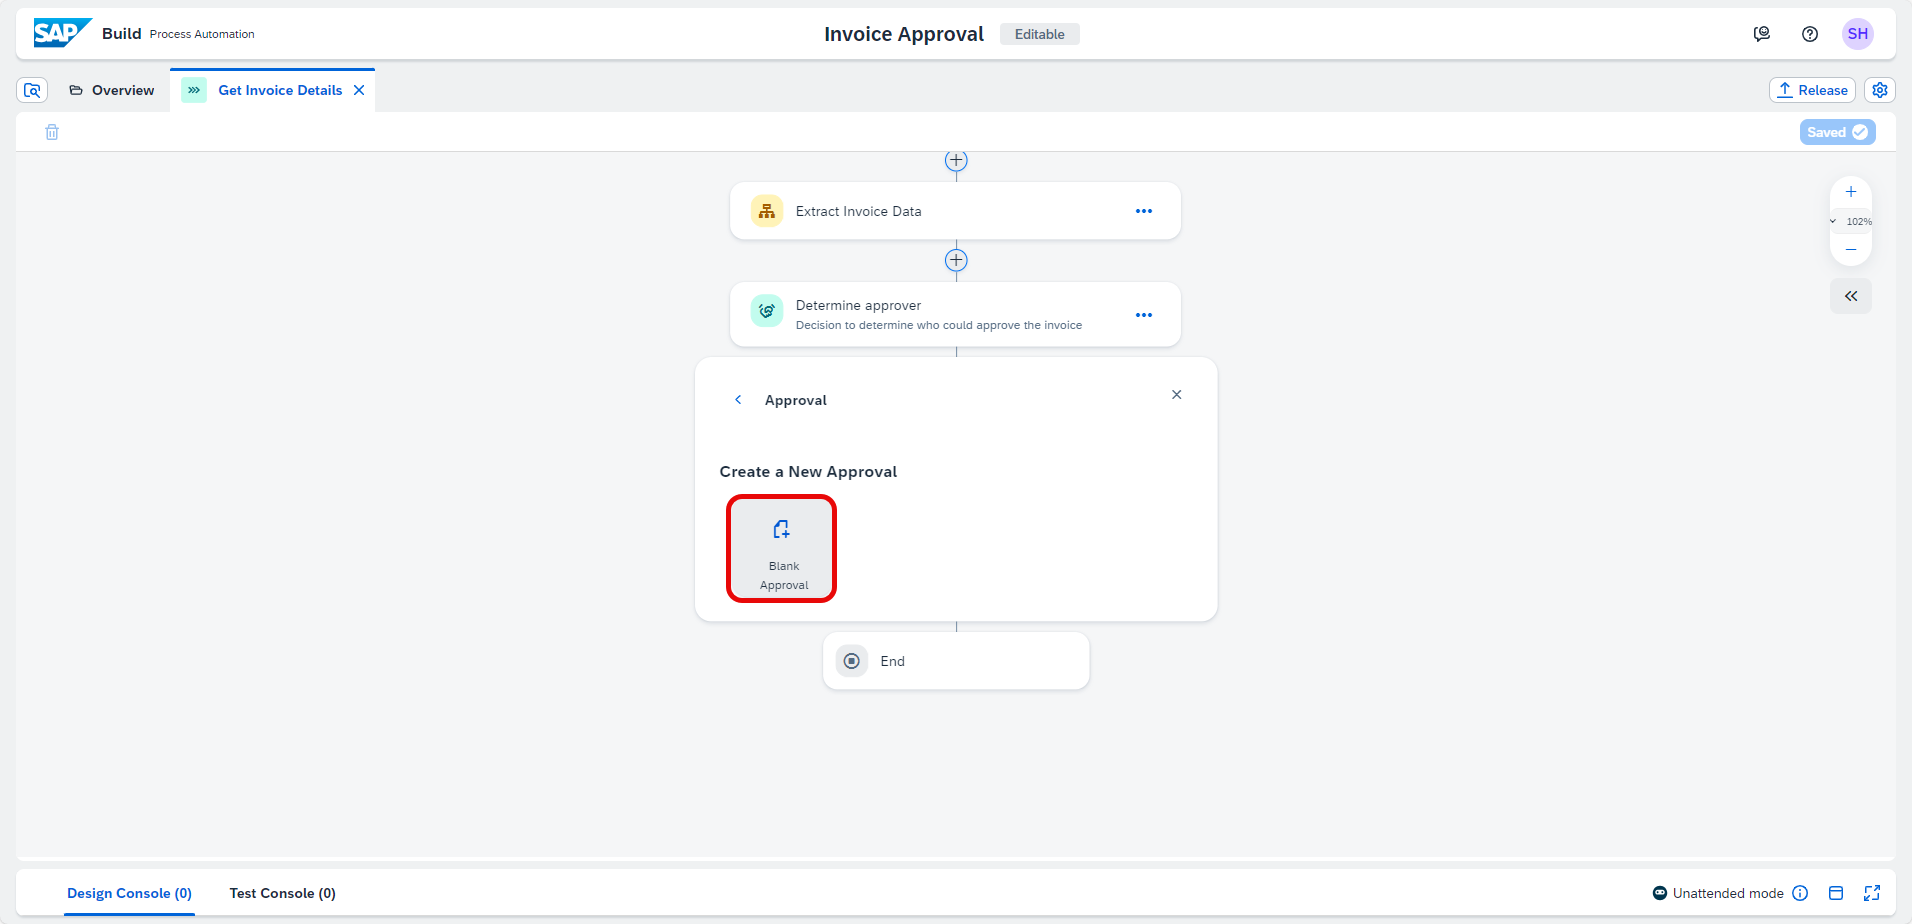 SAP Build Process Automation
Invoice Approval Editable
SH
Overview
Get Invoice Details
Release
Saved
Extract Invoice Data
102%
Determine approver
Decision to determine who could approve the invoice
Approval
Create a New Approval
Blank
Approval
End
Design Console (0)
Test Console (0)
Unattended mode